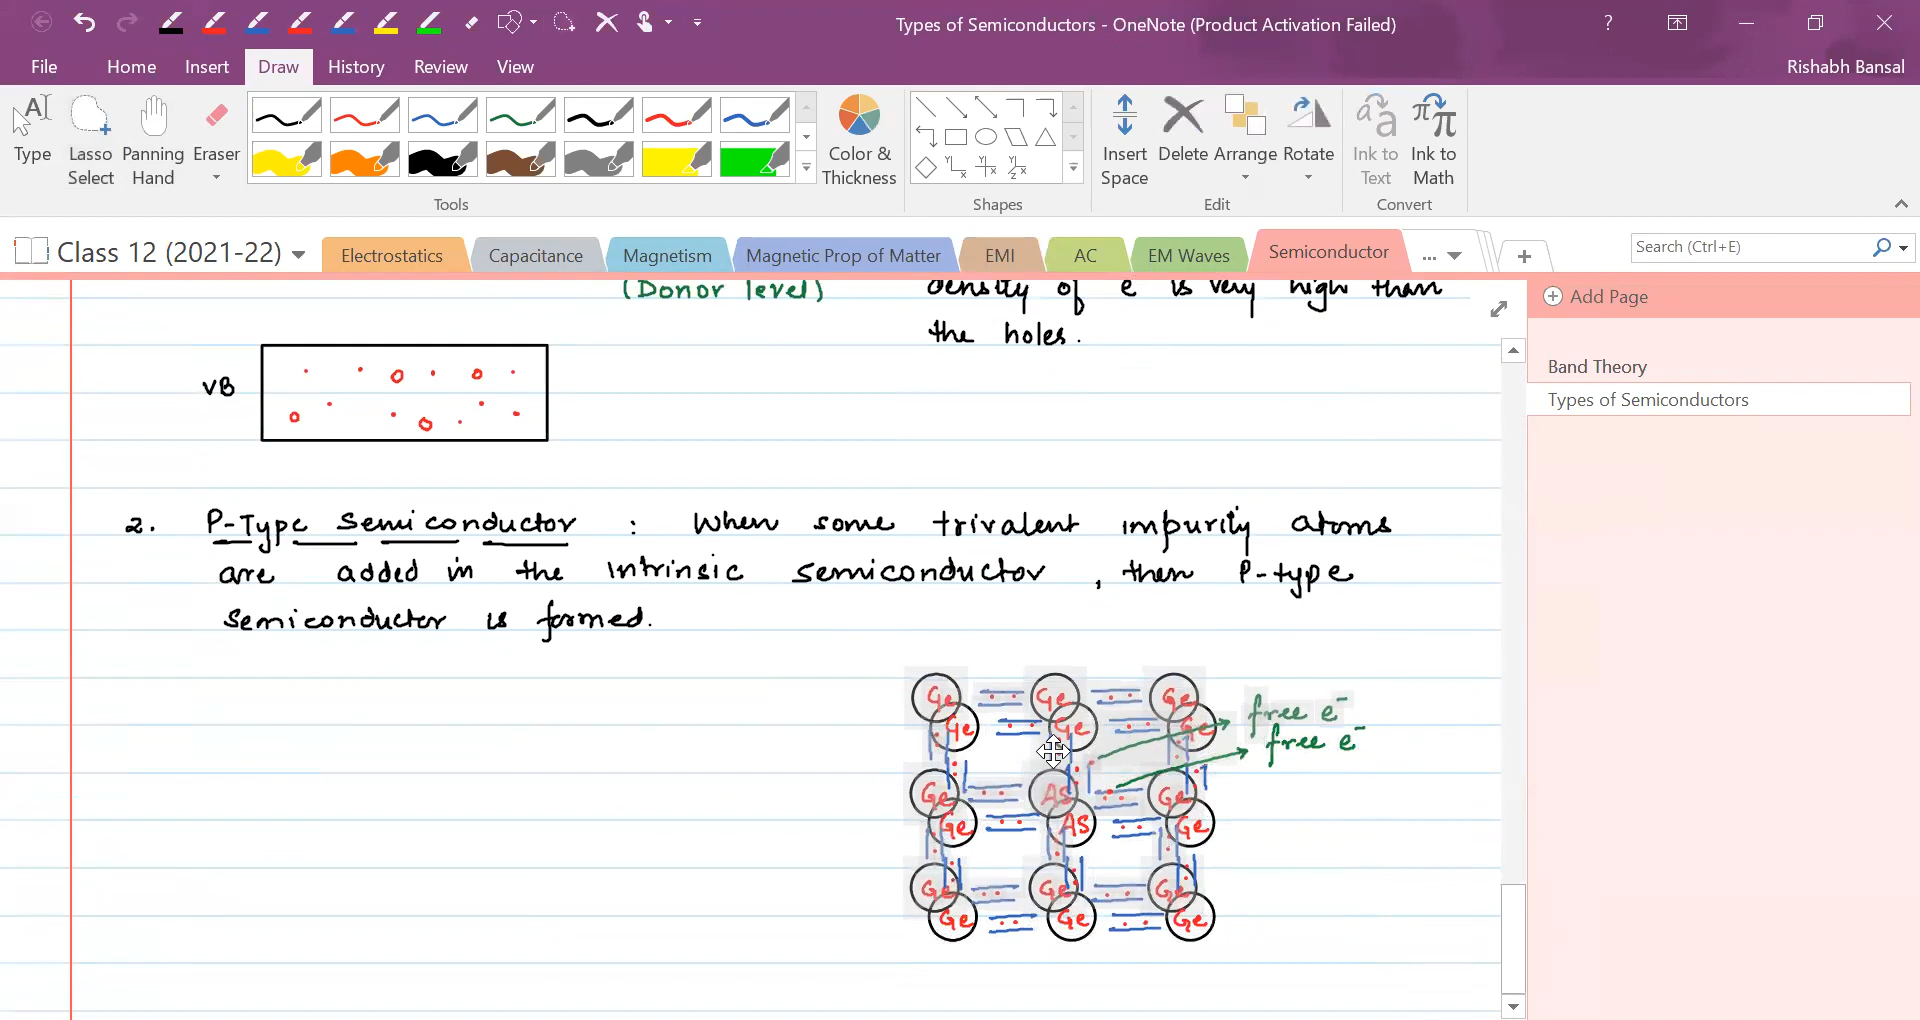 Types of Semiconductors - OneNote (Product Activation Failed)
?
File Home Insert Draw History Review View
Rishabh Bansal
Type
Lasso Select
Panning Hand
Eraser
Color & Thickness
Insert Space
Delete
Arrange
Rotate
Ink to Text
Ink to Math
Tools
Shapes
Edit
Convert
Class 12 (2021-22)
Electrostatics Capacitance Magnetism Magnetic Prop of Matter EMI AC EM Waves Semiconductor ...
Search (Ctrl+E)
Add Page
Band Theory
Types of Semiconductors
(Donor level)
density of e is very high than
the holes.
VB
2. P-Type Semiconductor : When some trivalent impurity atoms
are added in the intrinsic semiconductor, then P-type
semiconductor is formed.
Ge Ge Ge free e⁻
Ge Ge Ge free e⁻
Ge AS Ge
Ge AS Ge
Ge Ge Ge
Ge Ge Ge